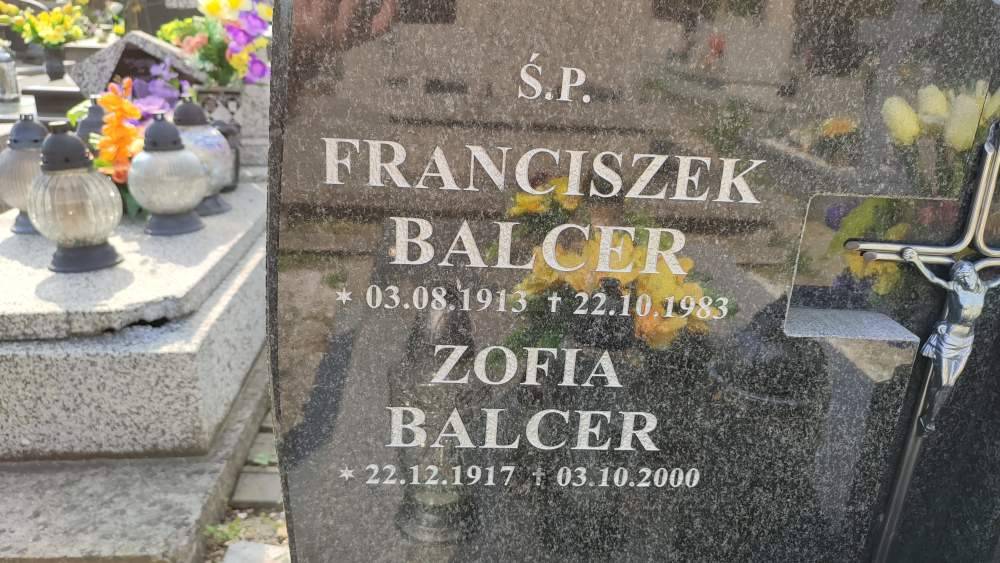 Ś.P.
FRANCISZEK
BALCER
* 03.08.1913 † 22.10.1983
ZOFIA
BALCER
* 22.12.1917 † 03.10.2000